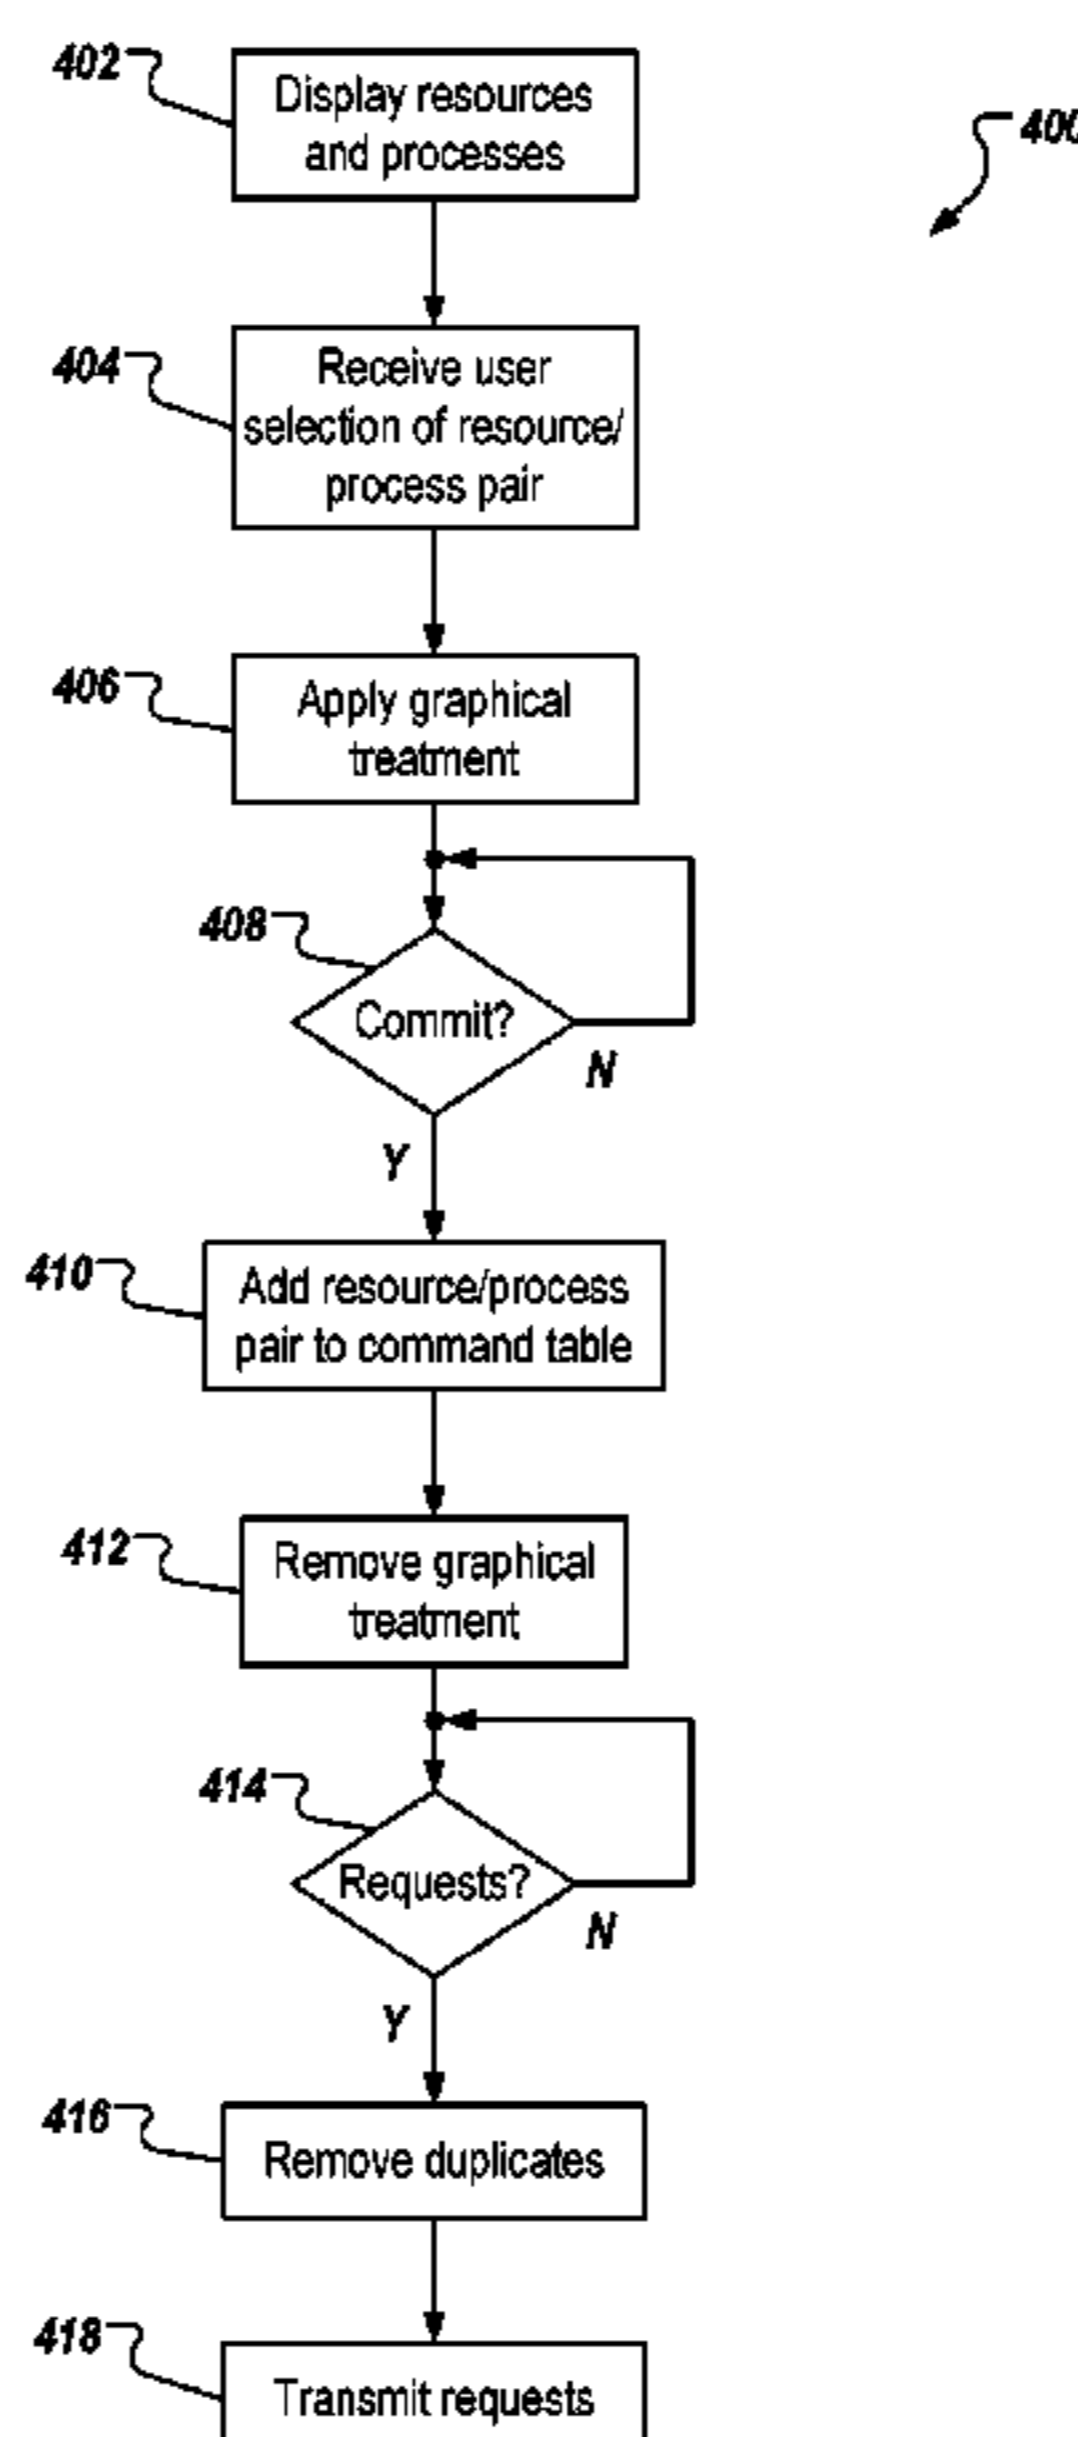 402
Display resources
and processes
400
404
Receive user
selection of resource/
process pair
406
Apply graphical
treatment
408
Commit?
N
Y
410
Add resource/process
pair to command table
412
Remove graphical
treatment
414
Requests?
N
Y
416
Remove duplicates
418
Transmit requests